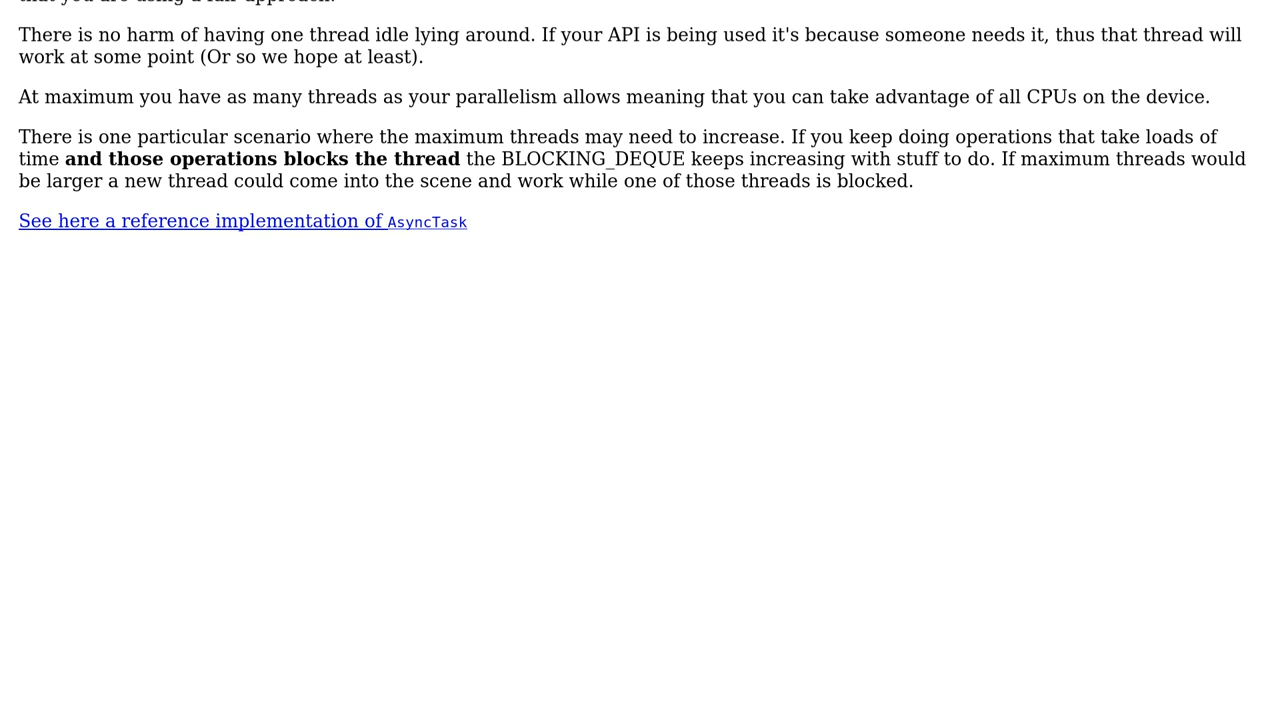 There is no harm of having one thread idle lying around. If your API is being used it's because someone needs it, thus that thread will
work at some point (Or so we hope at least).
At maximum you have as many threads as your parallelism allows meaning that you can take advantage of all CPUs on the device.
There is one particular scenario where the maximum threads may need to increase. If you keep doing operations that take loads of
time and those operations blocks the thread the BLOCKING_DEQUE keeps increasing with stuff to do. If maximum threads would
be larger a new thread could come into the scene and work while one of those threads is blocked.
See here a reference implementation of AsyncTask